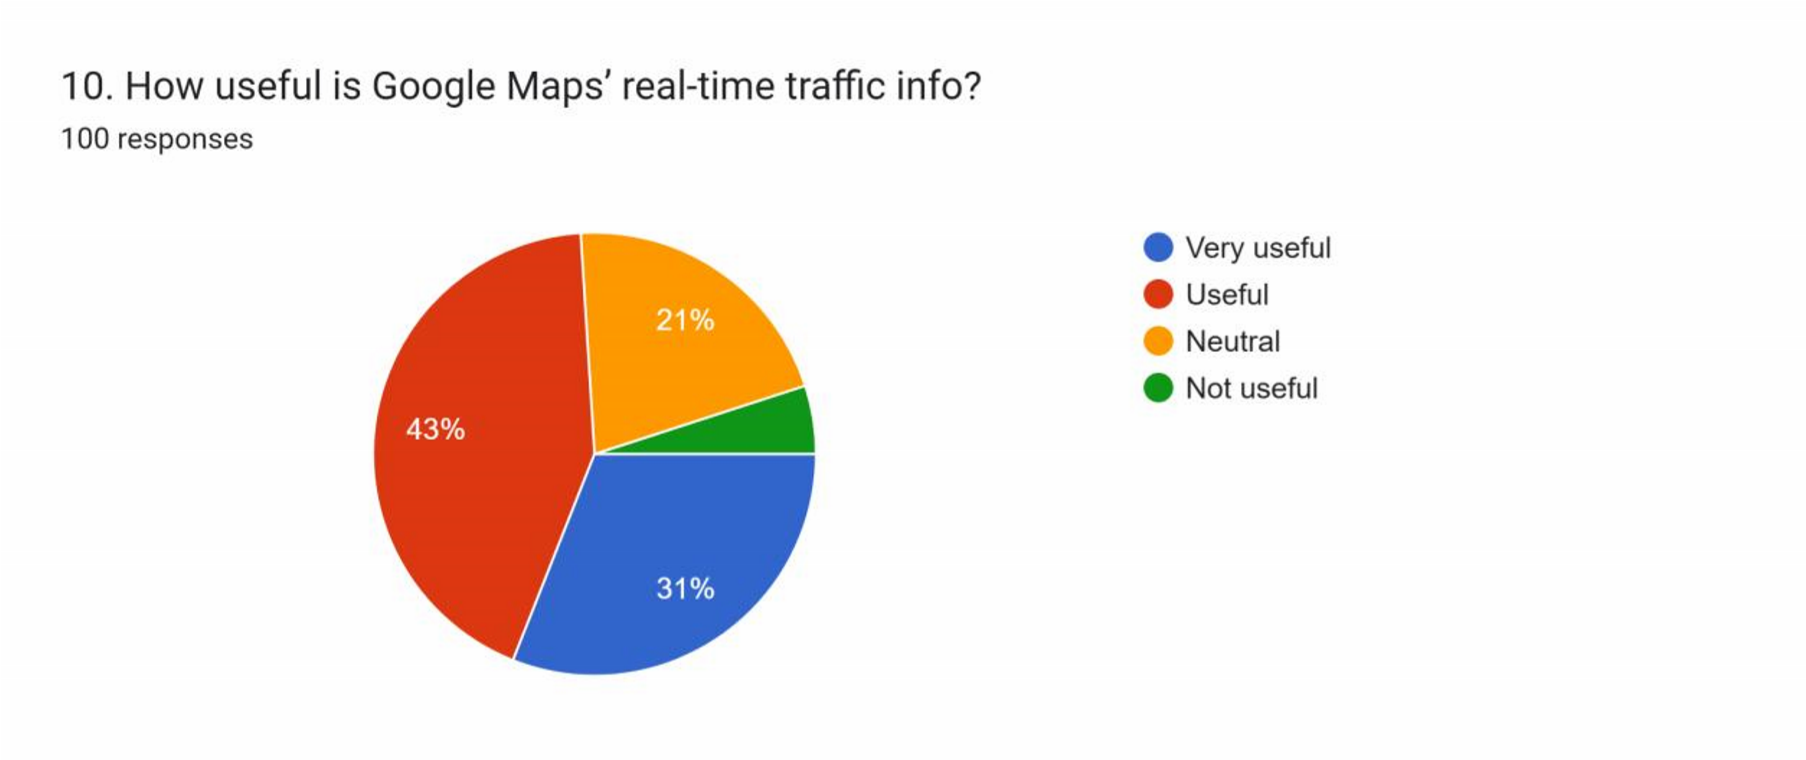 10. How useful is Google Maps’ real-time traffic info?
100 responses
21%
43%
31%
Very useful
Useful
Neutral
Not useful